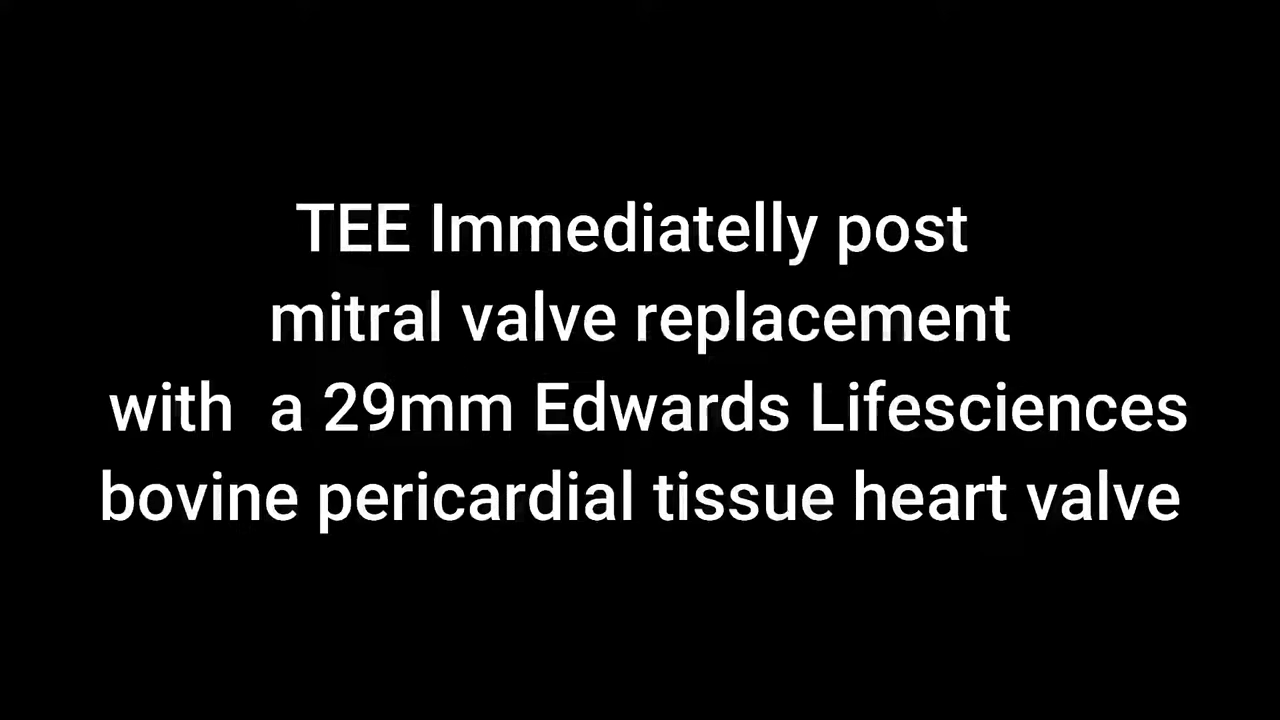 TEE Immediatelly post
mitral valve replacement
with a 29mm Edwards Lifesciences
bovine pericardial tissue heart valve